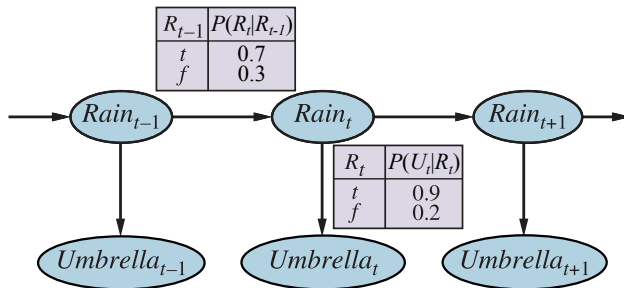 R_{t–1} P(R_t|R_{t-1})
t 0.7
f 0.3
Rain_{t–1} Rain_t Rain_{t+1}
R_t P(U_t|R_t)
t 0.9
f 0.2
Umbrella_{t–1} Umbrella_t Umbrella_{t+1}